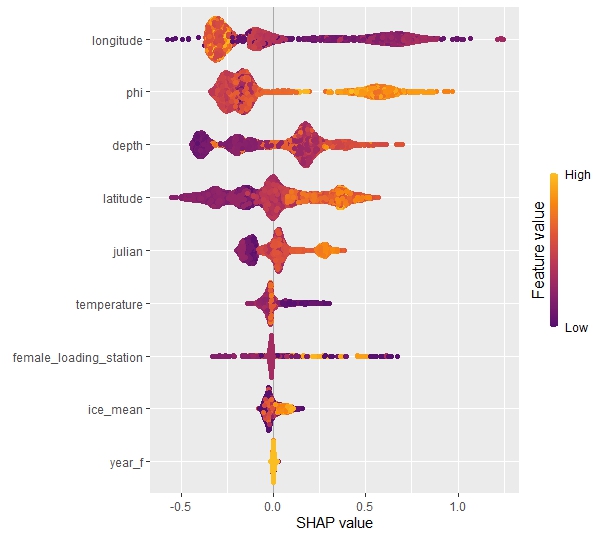 longitude
phi
depth
latitude
julian
temperature
female_loading_station
ice_mean
year_f
-0.5 0.0 0.5 1.0
SHAP value
High
Feature value
Low